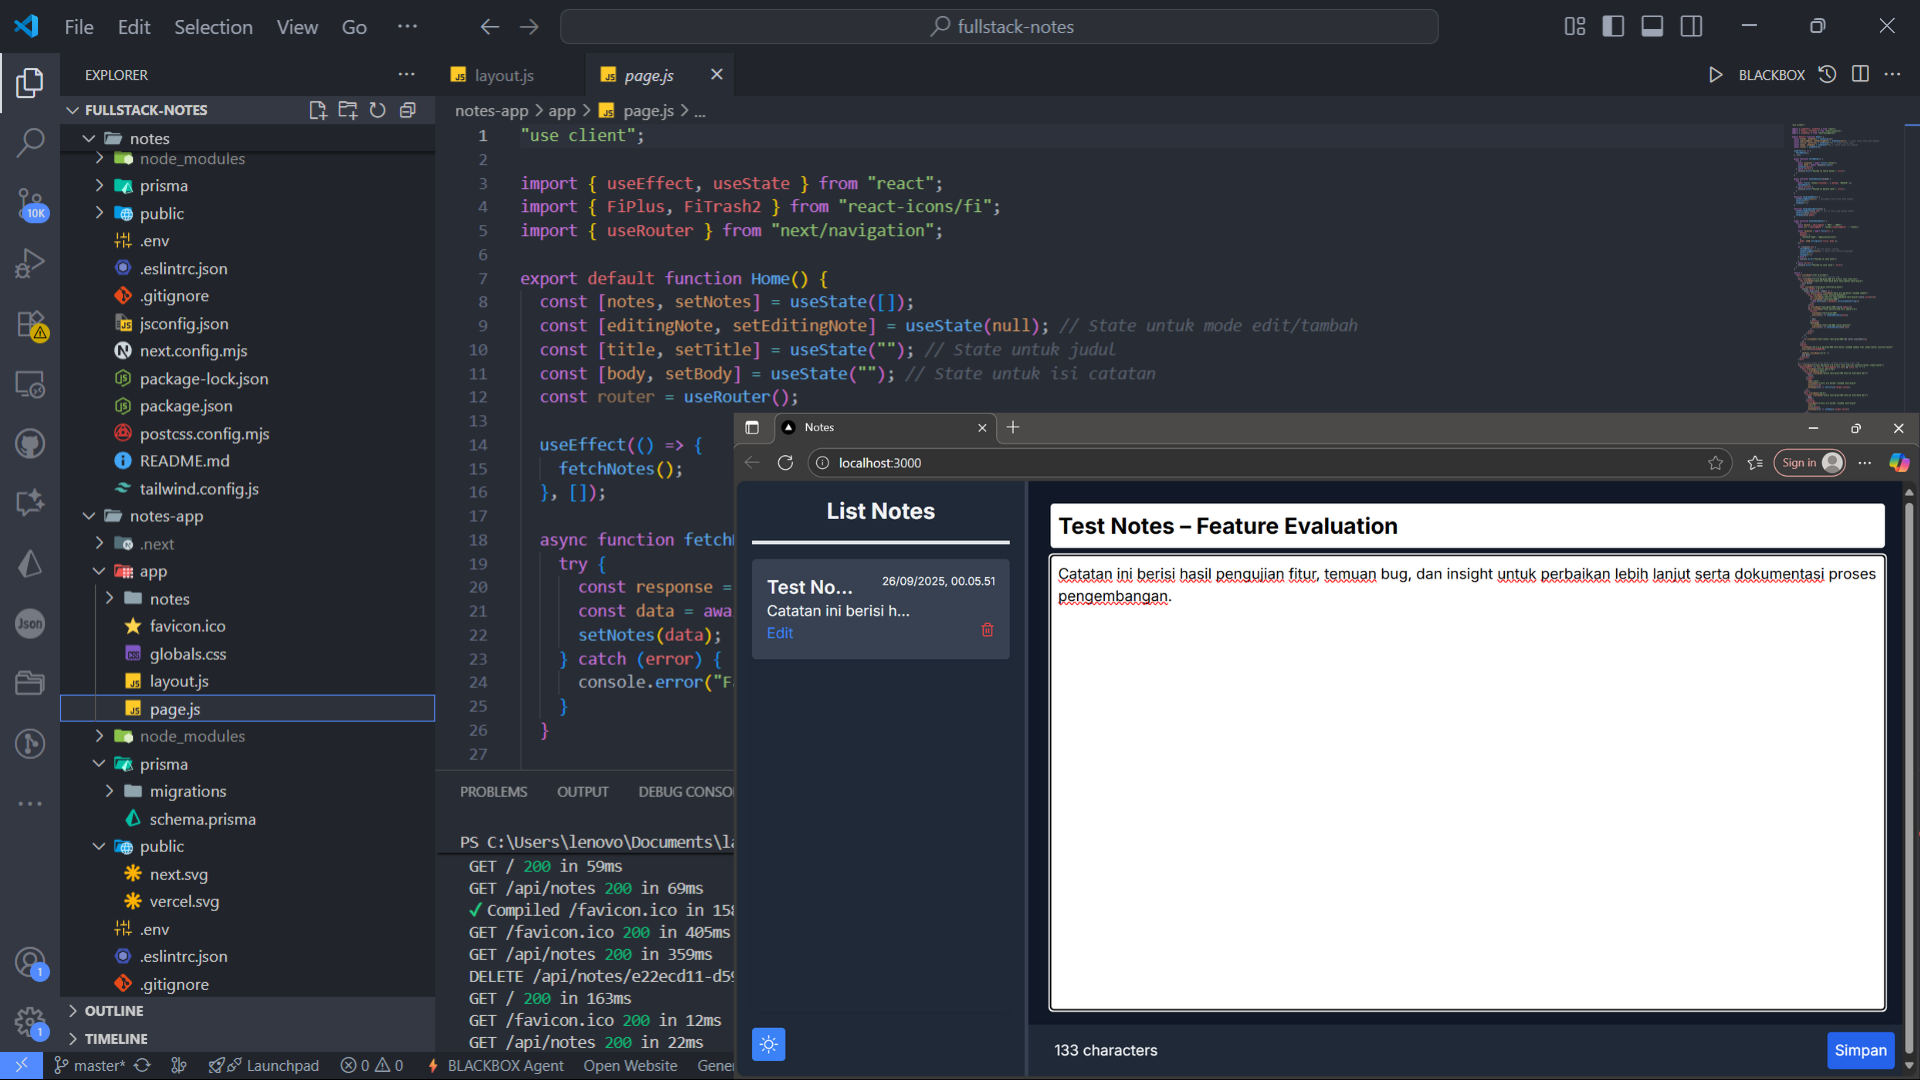 File Edit Selection View Go ···
fullstack-notes
EXPLORER
FULLSTACK-NOTES
notes
node_modules
prisma
public
.env
.eslintrc.json
.gitignore
jsconfig.json
next.config.mjs
package-lock.json
package.json
postcss.config.mjs
README.md
tailwind.config.js
notes-app
.next
app
notes
favicon.ico
globals.css
layout.js
page.js
node_modules
prisma
migrations
schema.prisma
public
next.svg
vercel.svg
.env
.eslintrc.json
.gitignore
OUTLINE
TIMELINE
10K
Json
1
1
layout.js
page.js
BLACKBOX
notes-app > app > page.js > ...
1 "use client";
2
3 import { useEffect, useState } from "react";
4 import { FiPlus, FiTrash2 } from "react-icons/fi";
5 import { useRouter } from "next/navigation";
6
7 export default function Home() {
8 const [notes, setNotes] = useState([]);
9 const [editingNote, setEditingNote] = useState(null); // State untuk mode edit/tambah
10 const [title, setTitle] = useState(""); // State untuk judul
11 const [body, setBody] = useState(""); // State untuk isi catatan
12 const router = useRouter();
13
14 useEffect(() => {
15 fetchNotes();
16 }, []);
17
18 async function fetch
19 try {
20 const response =
21 const data = awa
22 setNotes(data);
23 } catch (error) {
24 console.error("F
25 }
26 }
27
PROBLEMS OUTPUT DEBUG CONSO
PS C:\Users\lenovo\Documents\l
GET / 200 in 59ms
GET /api/notes 200 in 69ms
✓ Compiled /favicon.ico in 158
GET /favicon.ico 200 in 405ms
GET /api/notes 200 in 359ms
DELETE /api/notes/e22ecd11-d59
GET / 200 in 163ms
GET /favicon.ico 200 in 12ms
GET /api/notes 200 in 22ms
master* Launchpad 0 0 BLACKBOX Agent Open Website Gene
Notes
localhost:3000
Sign in
List Notes
Test No... 26/09/2025, 00.05.51
Catatan ini berisi h...
Edit
Test Notes – Feature Evaluation
Catatan ini berisi hasil pengujian fitur, temuan bug, dan insight untuk perbaikan lebih lanjut serta dokumentasi proses
pengembangan.
133 characters
Simpan